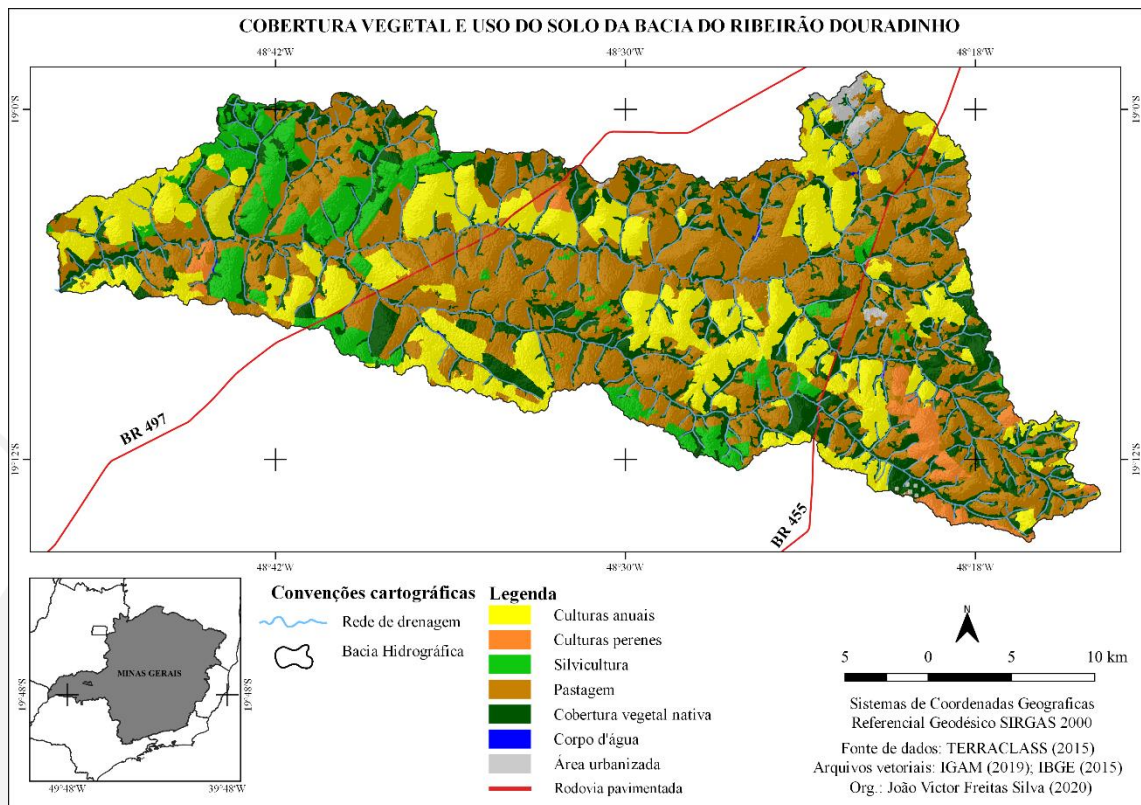 COBERTURA VEGETAL E USO DO SOLO DA BACIA DO RIBEIRÃO DOURADINHO
48°42'W 48°30'W 48°18'W
19°0'S 19°0'S
BR 497
BR 455
19°12'S 19°12'S
48°42'W 48°30'W 48°18'W
MINAS GERAIS
19°48'S 19°48'S
49°48'W 49°48'W
Convenções cartográficas
Rede de drenagem
Bacia Hidrográfica
Legenda
Culturas anuais
Culturas perenes
Silvicultura
Pastagem
Cobertura vegetal nativa
Corpo d'água
Área urbanizada
Rodovia pavimentada
N
5 0 5 10 km
Sistemas de Coordenadas Geograficas
Referencial Geodésico SIRGAS 2000
Fonte de dados: TERRACLASS (2015)
Arquivos vetoriais: IGAM (2019); IBGE (2015)
Org.: João Victor Freitas Silva (2020)